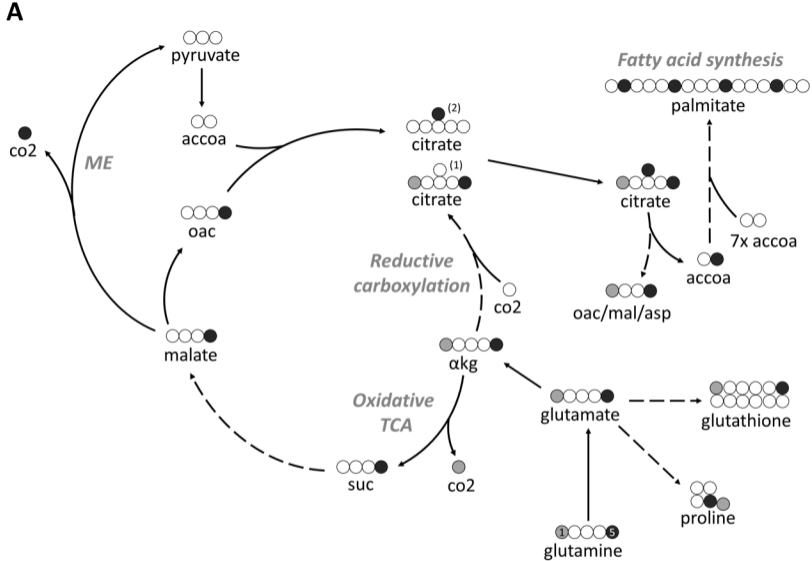 A
pyruvate
Fatty acid synthesis
palmitate
co2
ME
accoa
(2)
citrate
(1)
citrate
citrate
7x accoa
oac
accoa
Reductive
carboxylation
co2
oac/mal/asp
malate
αkg
Oxidative
TCA
glutamate
glutathione
suc
co2
proline
1 5
glutamine